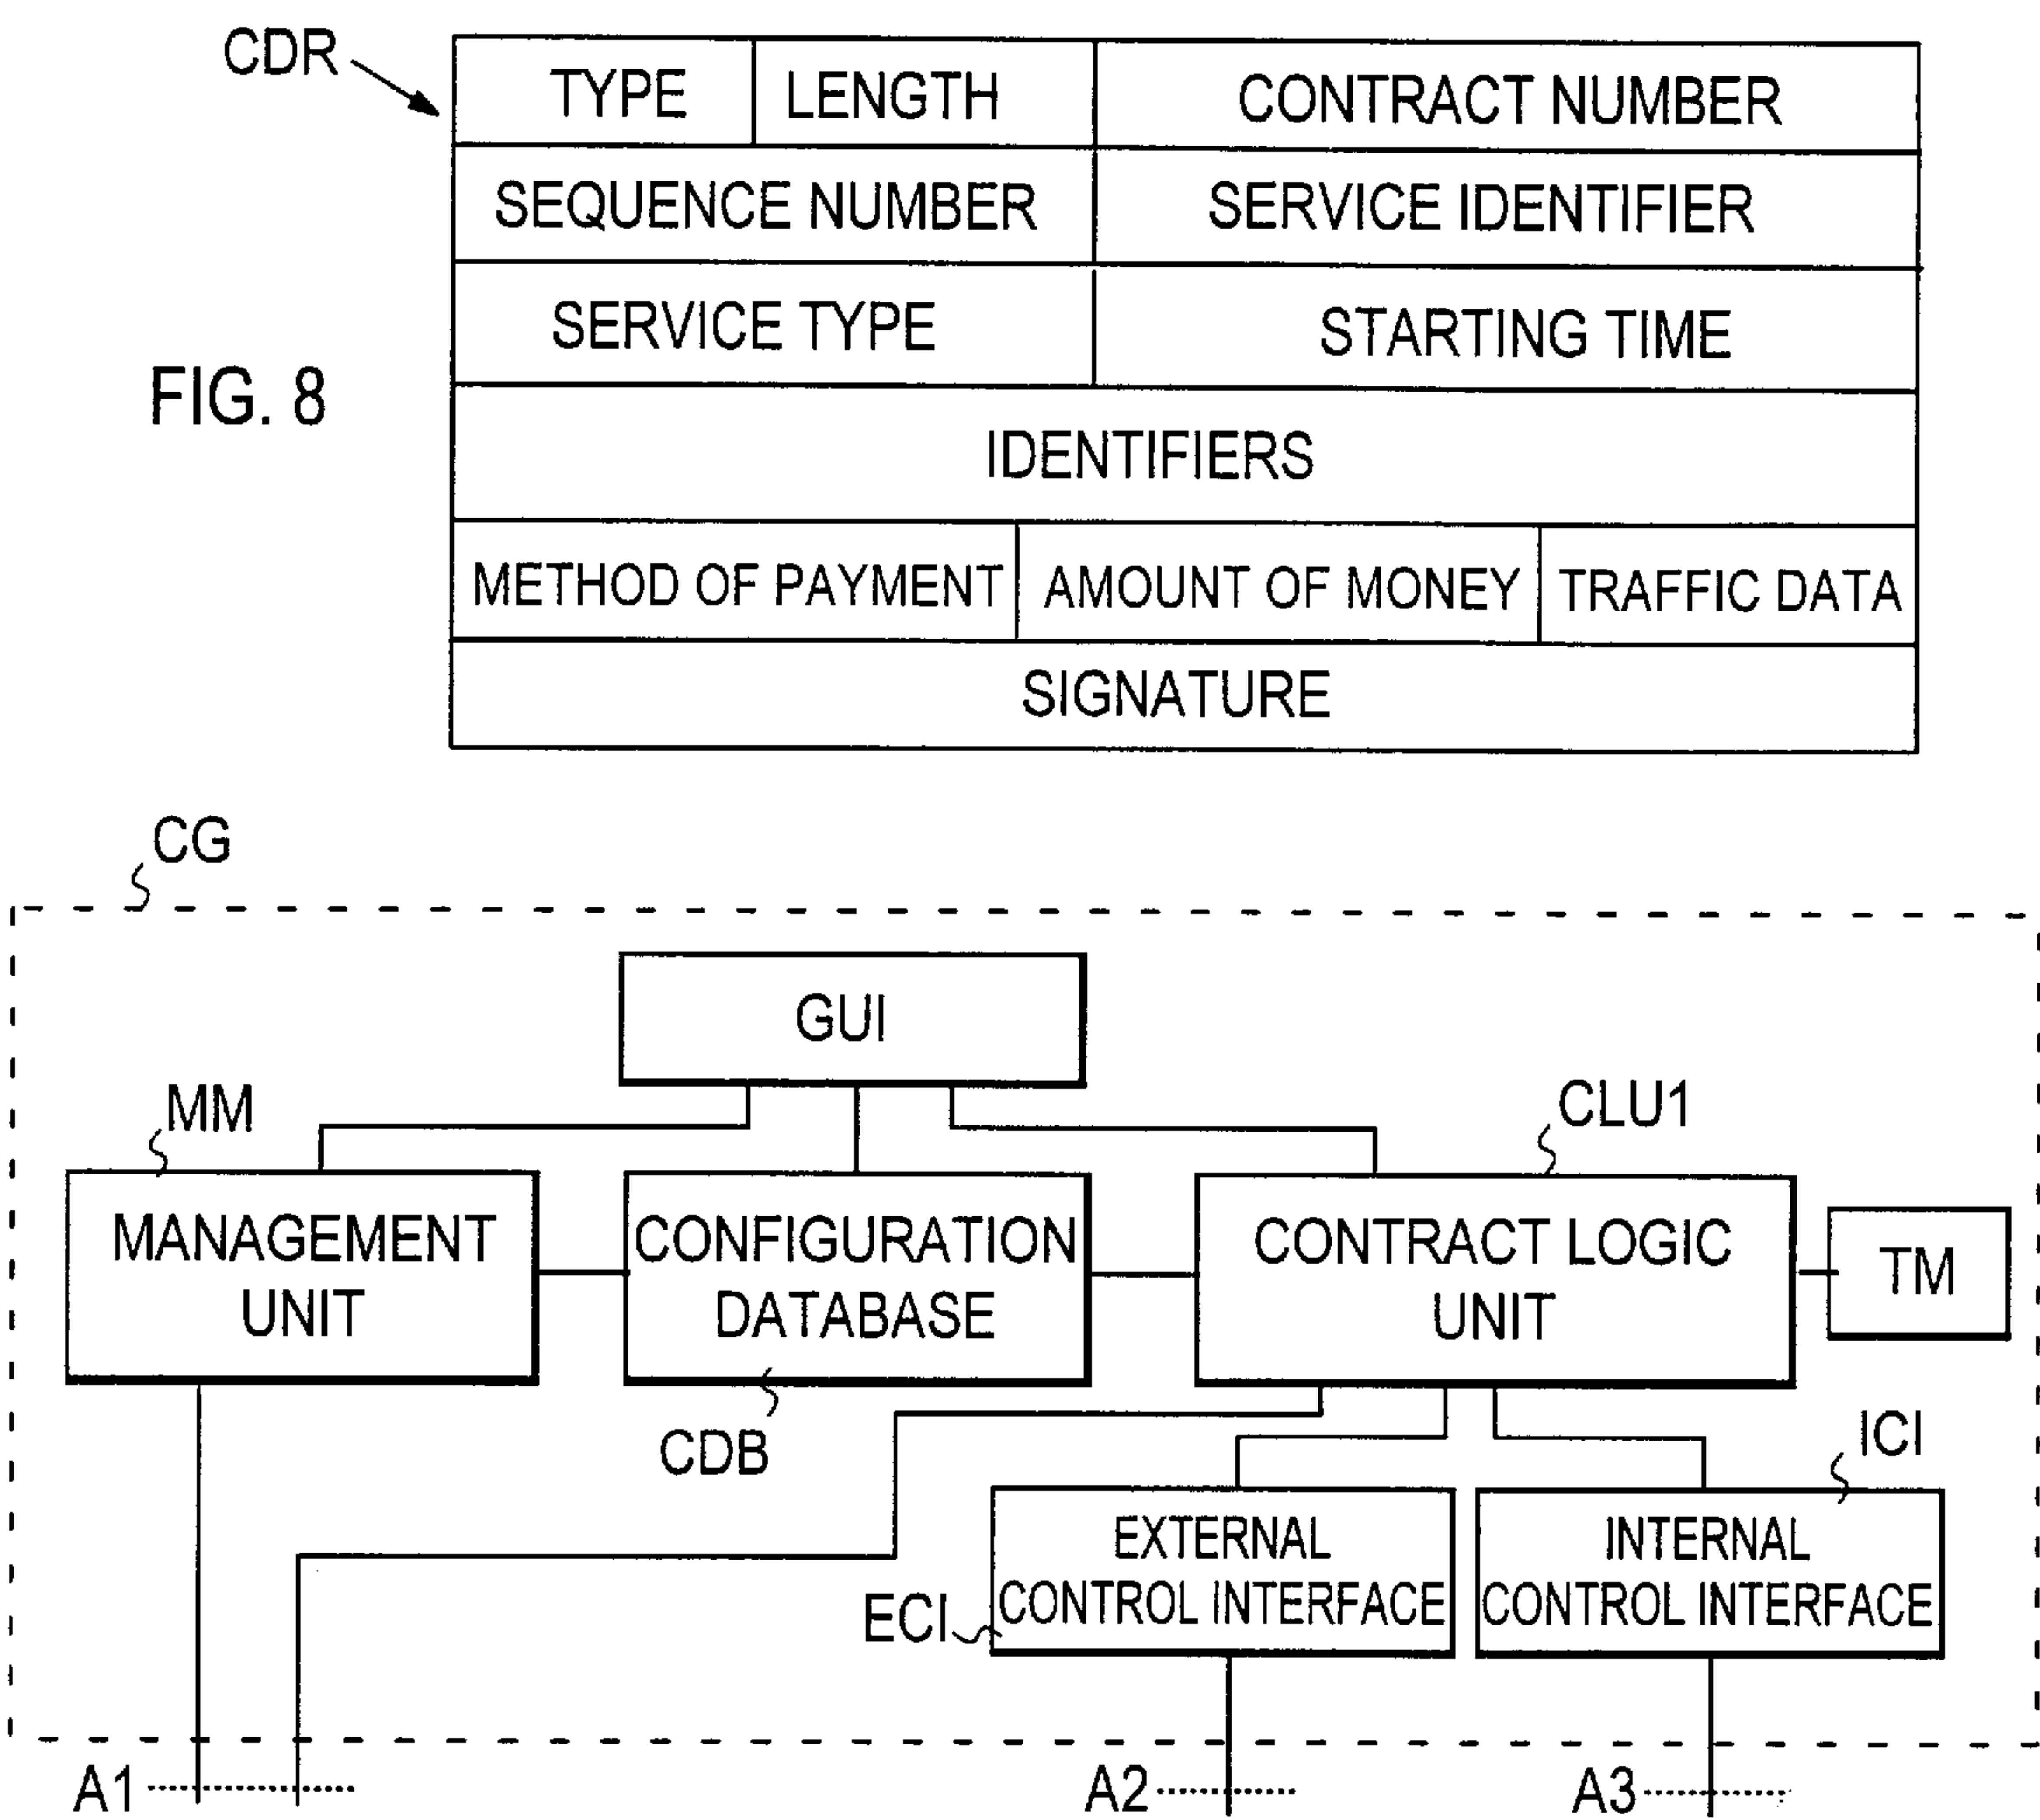 CDR
TYPE LENGTH CONTRACT NUMBER
SEQUENCE NUMBER SERVICE IDENTIFIER
SERVICE TYPE STARTING TIME
FIG. 8
IDENTIFIERS
METHOD OF PAYMENT AMOUNT OF MONEY TRAFFIC DATA
SIGNATURE
CG
GUI
MM
CLU1
MANAGEMENT
UNIT
CONFIGURATION
DATABASE
CONTRACT LOGIC
UNIT
TM
CDB
ICI
EXTERNAL
CONTROL INTERFACE
INTERNAL
CONTROL INTERFACE
ECI
A1
A2
A3